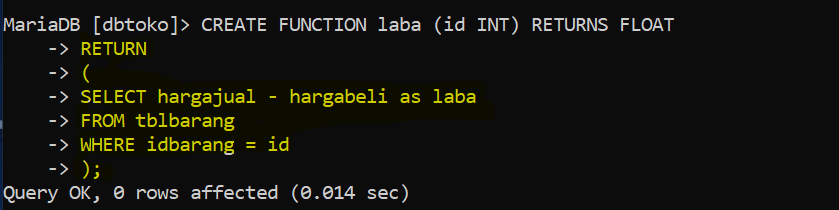 MariaDB [dbtoko]> CREATE FUNCTION laba (id INT) RETURNS FLOAT
    -> RETURN
    -> (
    -> SELECT hargajual - hargabeli as laba
    -> FROM tblbarang
    -> WHERE idbarang = id
    -> );
Query OK, 0 rows affected (0.014 sec)